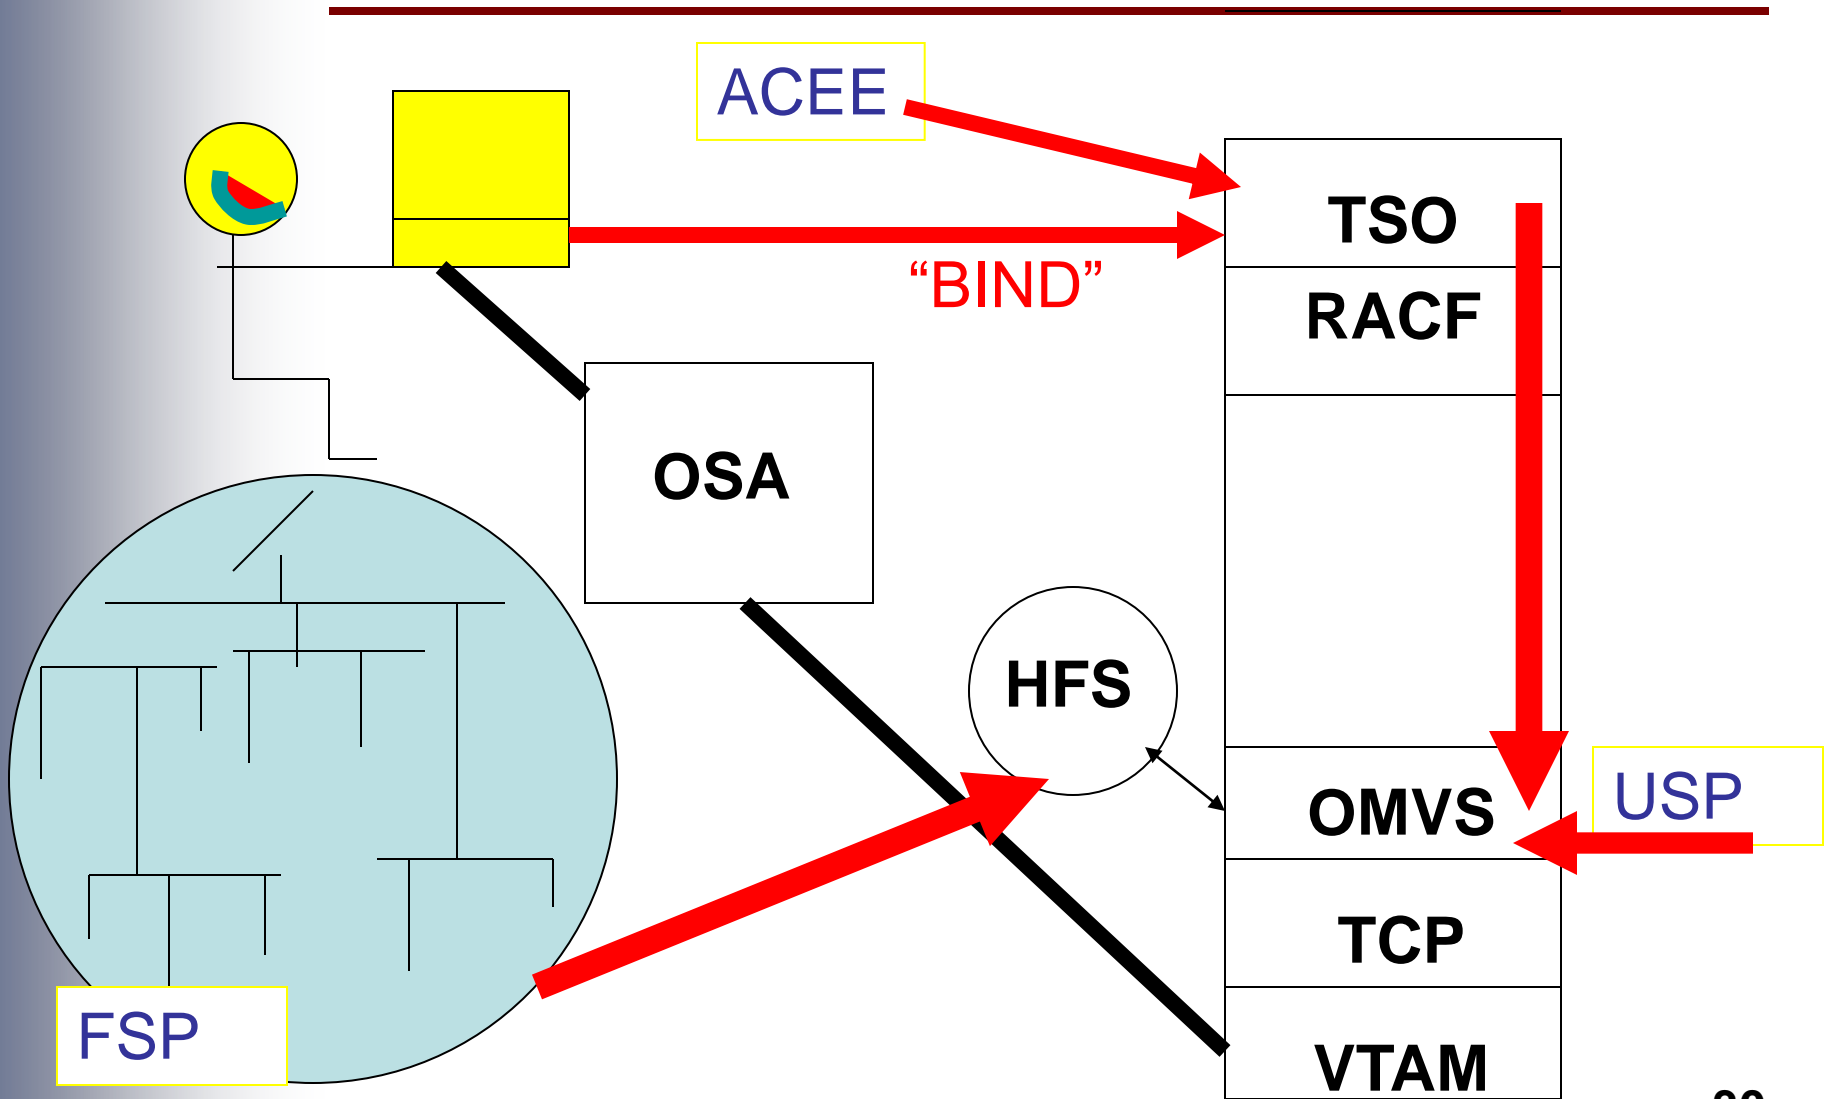 ACEE
TSO
“BIND”
RACF
OSA
HFS
OMVS
USP
TCP
FSP
VTAM